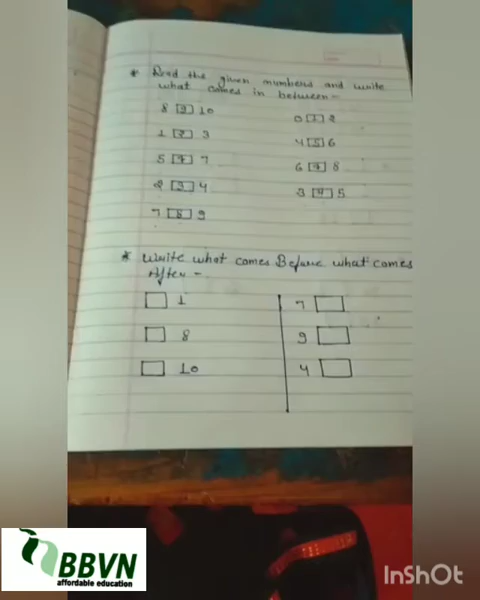 * Read the given numbers and write
what comes in between-
8 9 10
0 1 2
1 2 3
4 5 6
5 7 7
6 7 8
2 3 4
3 4 5
7 8 9
* Write what comes Before what comes
After -
1
7
8
9
10
4
BBVN
affordable education
InShOt